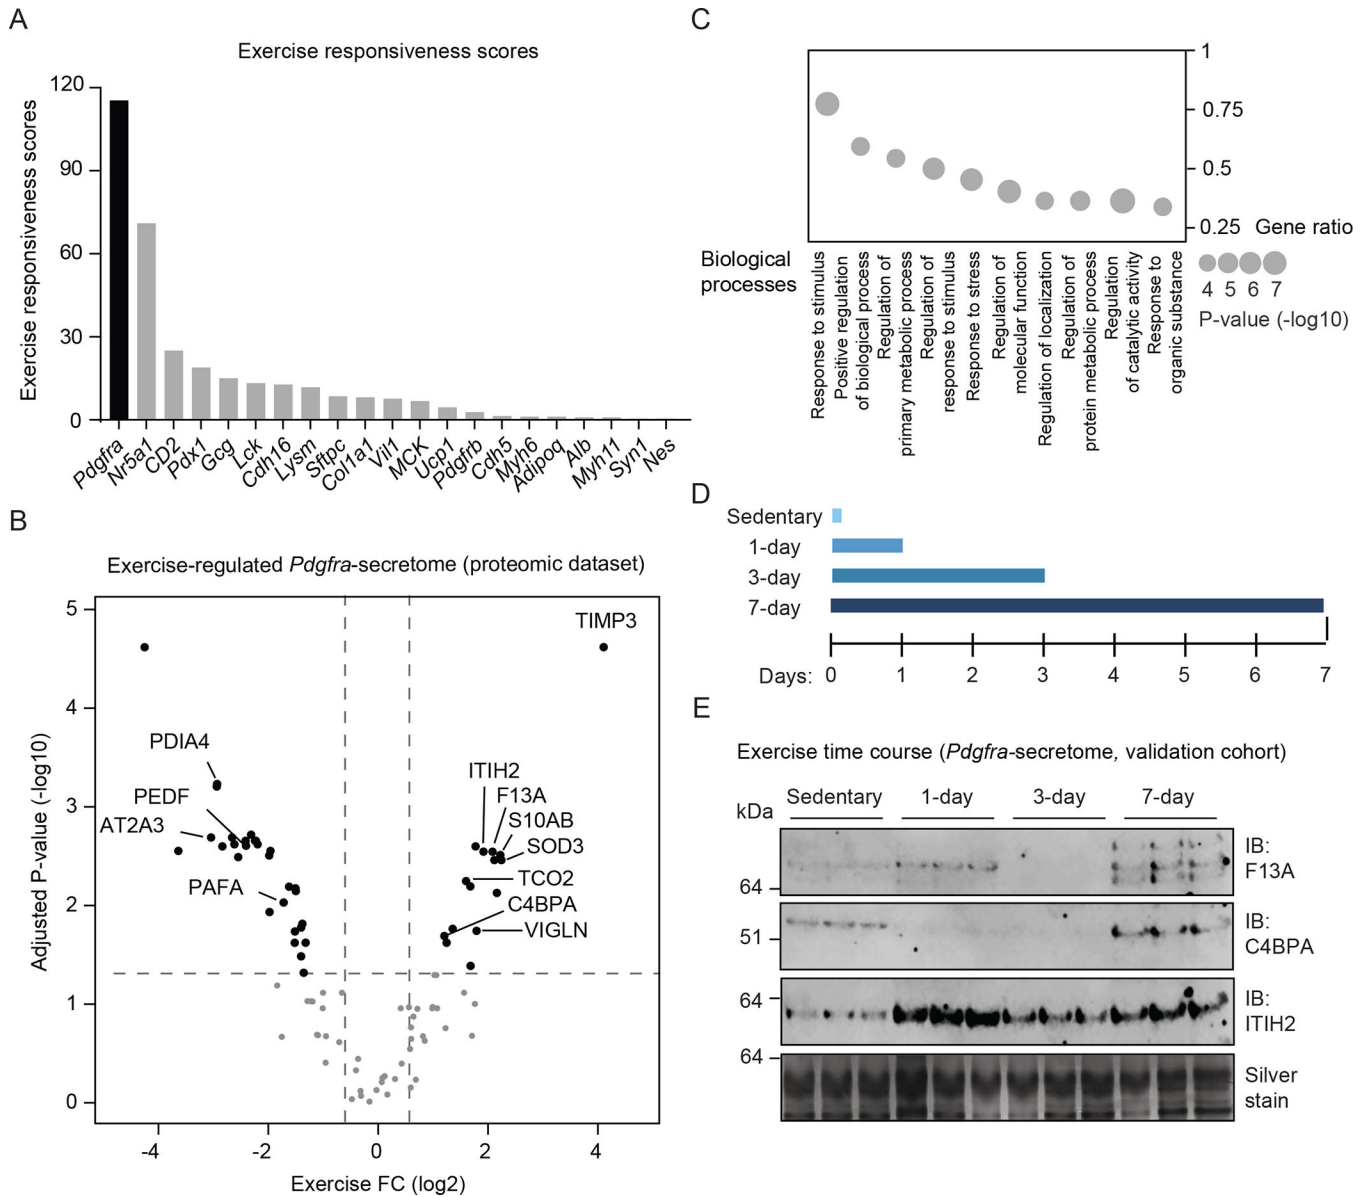 A
Exercise responsiveness scores
Exercise responsiveness scores
120
90
60
30
0
Pdgfra
Nr5a1
CD2
Pdx1
Gcg
Lck
Cdh16
Lysm
Sftpc
Col1a1
Vil1
MCK
Ucp1
Pdgfrb
Cdh5
Myh6
Adipoq
Alb
Myh11
Syn1
Nes
B
Exercise-regulated Pdgfra-secretome (proteomic dataset)
Adjusted P-value (-log10)
5
4
3
2
1
0
TIMP3
PDIA4
PEDF
AT2A3
PAFA
ITIH2
F13A
S10AB
SOD3
TCO2
C4BPA
VIGLN
-4
-2
0
2
4
Exercise FC (log2)
C
1
0.75
0.5
0.25
Gene ratio
Biological
processes
Response to stimulus
Positive regulation
of biological process
Regulation of
primary metabolic process
Regulation of
response to stimulus
Response to stress
Regulation of
molecular function
Regulation of localization
Regulation of
protein metabolic process
Regulation
of catalytic activity
Response to
organic substance
4 5 6 7
P-value (-log10)
D
Sedentary
1-day
3-day
7-day
Days: 0 1 2 3 4 5 6 7
E
Exercise time course (Pdgfra-secretome, validation cohort)
kDa
Sedentary
1-day
3-day
7-day
64
IB:
F13A
51
IB:
C4BPA
64
IB:
ITIH2
64
Silver
stain